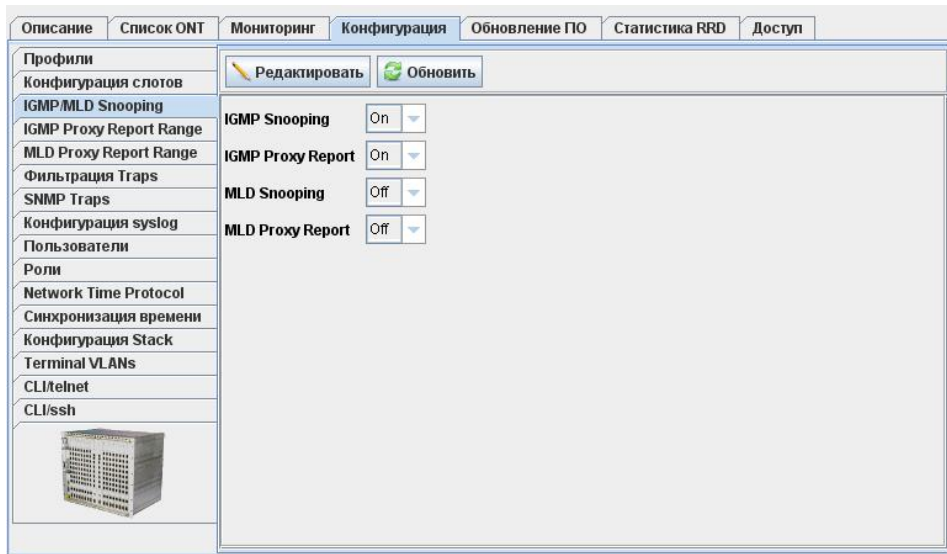 Описание Список ONT Мониторинг Конфигурация Обновление ПО Статистика RRD Доступ
Профили
Конфигурация слотов
IGMP/MLD Snooping
IGMP Proxy Report Range
MLD Proxy Report Range
Фильтрация Traps
SNMP Traps
Конфигурация syslog
Пользователи
Роли
Network Time Protocol
Синхронизация времени
Конфигурация Stack
Terminal VLANs
CLI/telnet
CLI/ssh
Редактировать Обновить
IGMP Snooping On
IGMP Proxy Report On
MLD Snooping Off
MLD Proxy Report Off